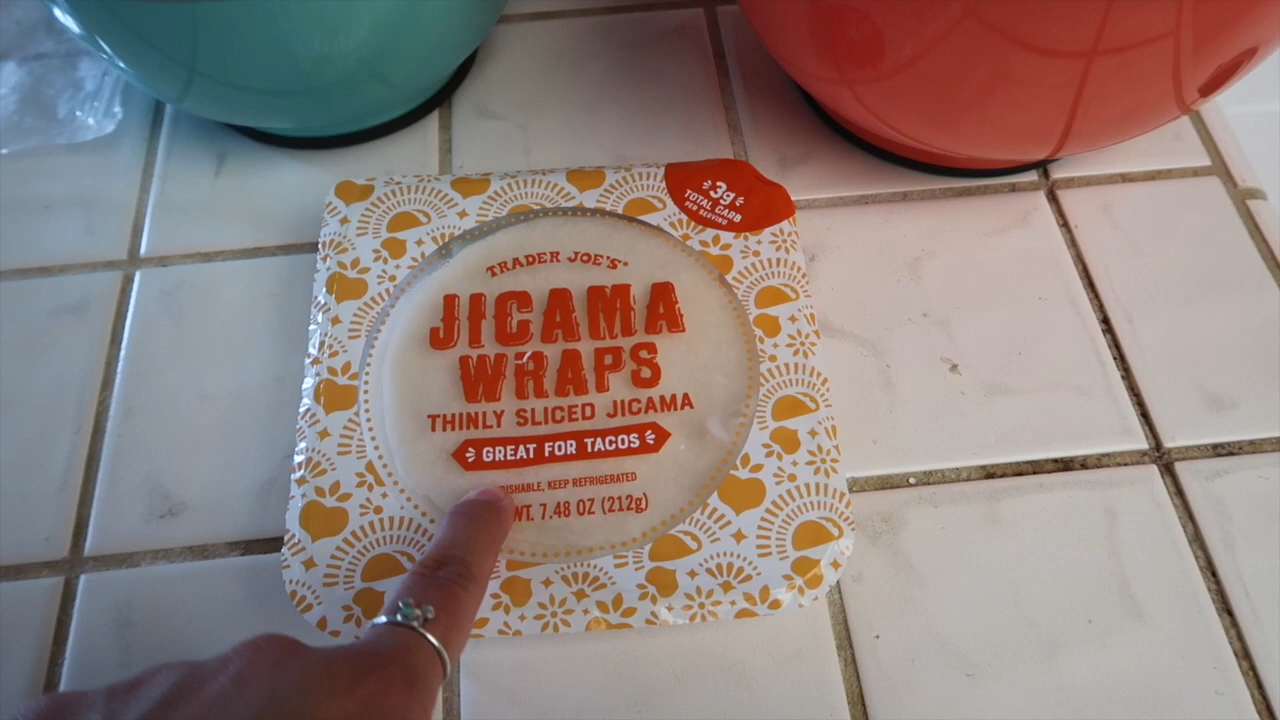 3g
TOTAL CARB
PER SERVING
TRADER JOE'S®
JICAMA
WRAPS
THINLY SLICED JICAMA
GREAT FOR TACOS
RISHABLE, KEEP REFRIGERATED
WT. 7.48 OZ (212g)